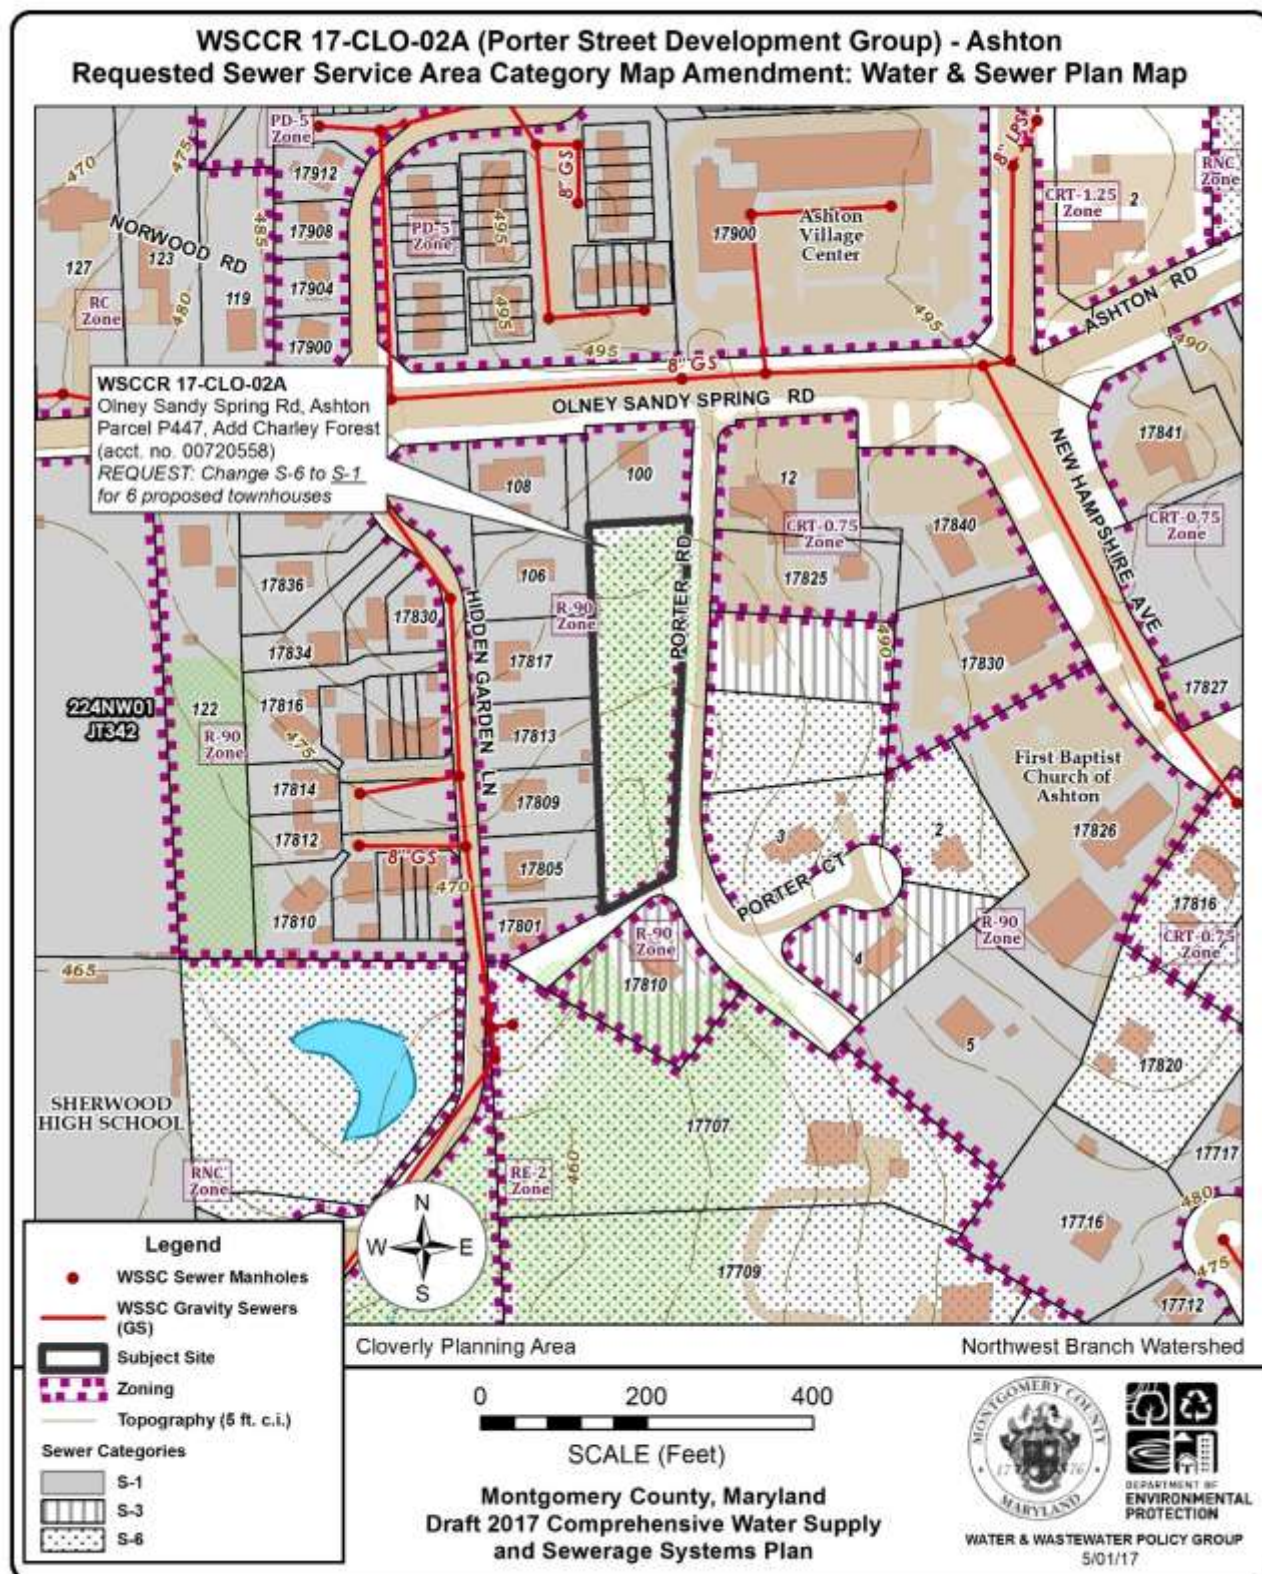 WSCCR 17-CLO-02A (Porter Street Development Group) - Ashton
Requested Sewer Service Area Category Map Amendment: Water & Sewer Plan Map
PD-5
Zone
470
475
17912
8" GS
8" LPS
RNC
Zone
CRT-1.25
Zone
2
NORWOOD RD
485
17908
PD-5
Zone
495
17900
Ashton
Village
Center
127
123
RC
Zone
119
480
17904
495
495
ASHTON RD
17900
495
8" GS
490
WSCCR 17-CLO-02A
Olney Sandy Spring Rd, Ashton
Parcel P447, Add Charley Forest
(acct. no. 00720558)
REQUEST: Change S-6 to S-1
for 6 proposed townhouses
OLNEY SANDY SPRING RD
NEW HAMPSHIRE AVE
17841
108
100
12
17840
CRT-0.75
Zone
CRT-0.75
Zone
17836
106
17825
PORTER RD
HIDDEN GARDEN LN
17830
R-90
Zone
490
17834
17817
17830
17827
224NW01
JT342
122
17816
R-90
Zone
475
17813
First Baptist
Church of
Ashton
17814
17809
17826
17812
8" GS
3
2
17805
470
PORTER CT
17816
17810
17801
R-90
Zone
R-90
Zone
CRT-0.75
Zone
465
17810
4
5
17820
SHERWOOD
HIGH SCHOOL
17707
17717
RNC
Zone
RE-2
Zone
460
480
17716
17709
475
17712
N
W E
S
Legend
WSSC Sewer Manholes
WSSC Gravity Sewers
(GS)
Subject Site
Zoning
Topography (5 ft. c.i.)
Sewer Categories
S-1
S-3
S-6
Cloverly Planning Area
Northwest Branch Watershed
0 200 400
SCALE (Feet)
Montgomery County, Maryland
Draft 2017 Comprehensive Water Supply
and Sewerage Systems Plan
MONTGOMERY COUNTY
17 76
MARYLAND
DEPARTMENT OF
ENVIRONMENTAL
PROTECTION
WATER & WASTEWATER POLICY GROUP
5/01/17